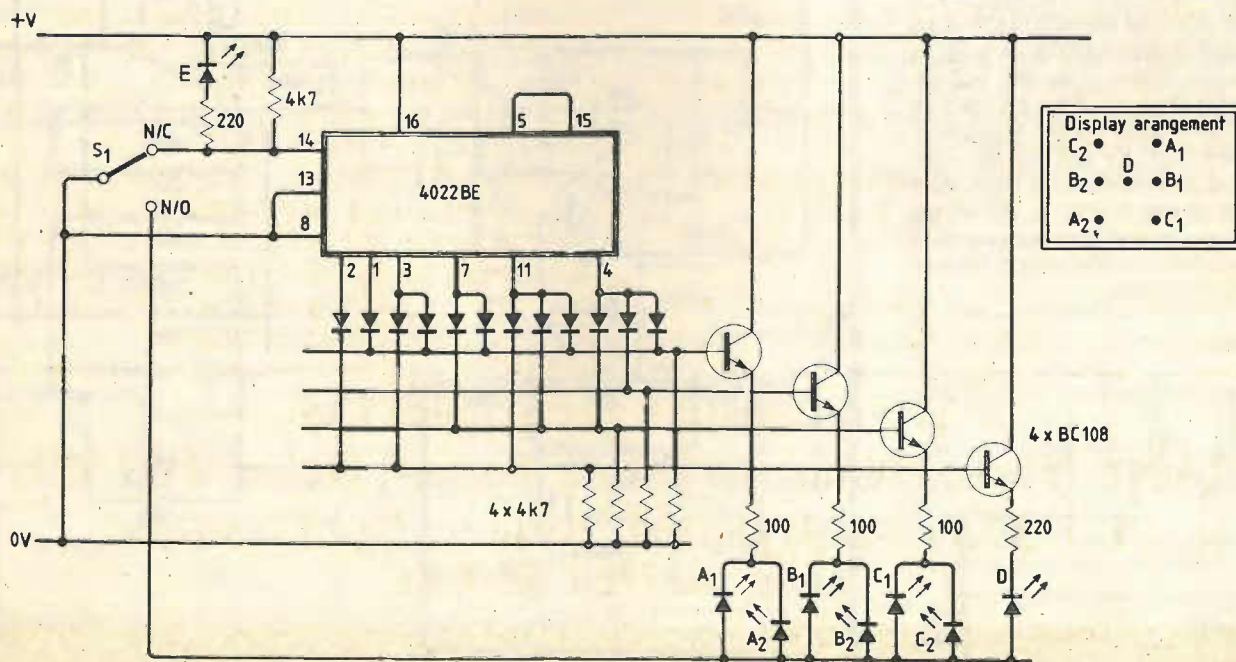 +V
E
4k7
220
N/C
S1
N/O
14
13
8
16
5
15
4022BE
2
1
3
7
11
4
Display arangement
C2
A1
D
B2
B1
A2
C1
4 x BC108
4 x 4k7
0V
100
100
100
220
A1
A2
B1
B2
C1
C2
D